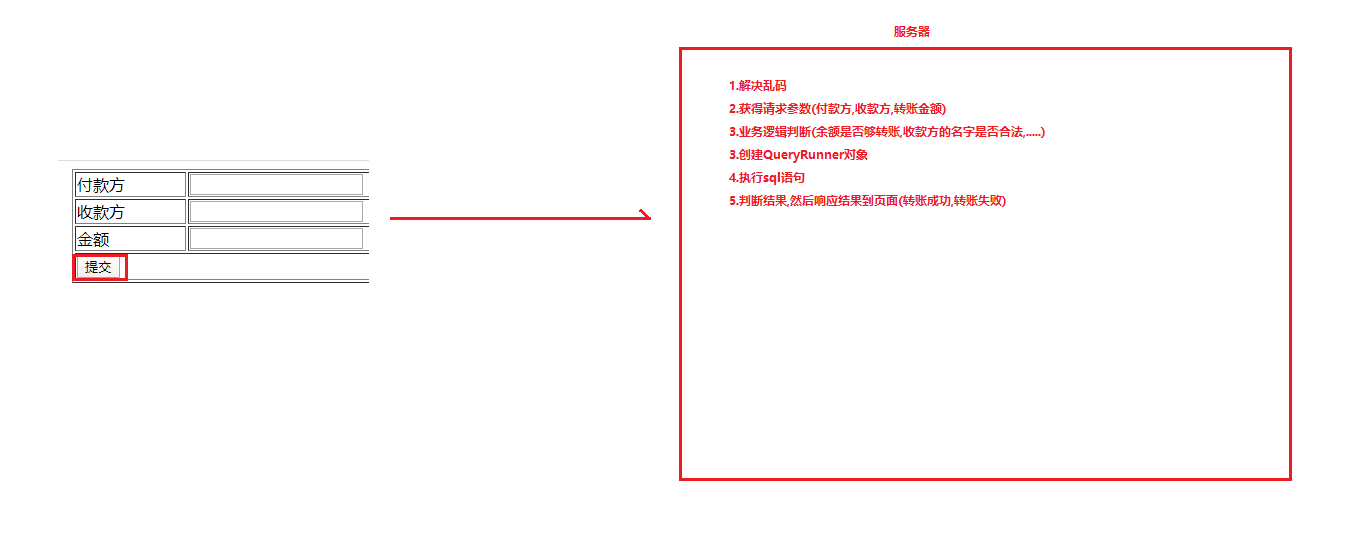 服务器
1.解决乱码
2.获得请求参数(付款方,收款方,转账金额)
3.业务逻辑判断(余额是否够转账,收款方的名字是否合法,.....)
3.创建QueryRunner对象
4.执行sql语句
5.判断结果,然后响应结果到页面(转账成功,转账失败)
付款方
收款方
金额
提交